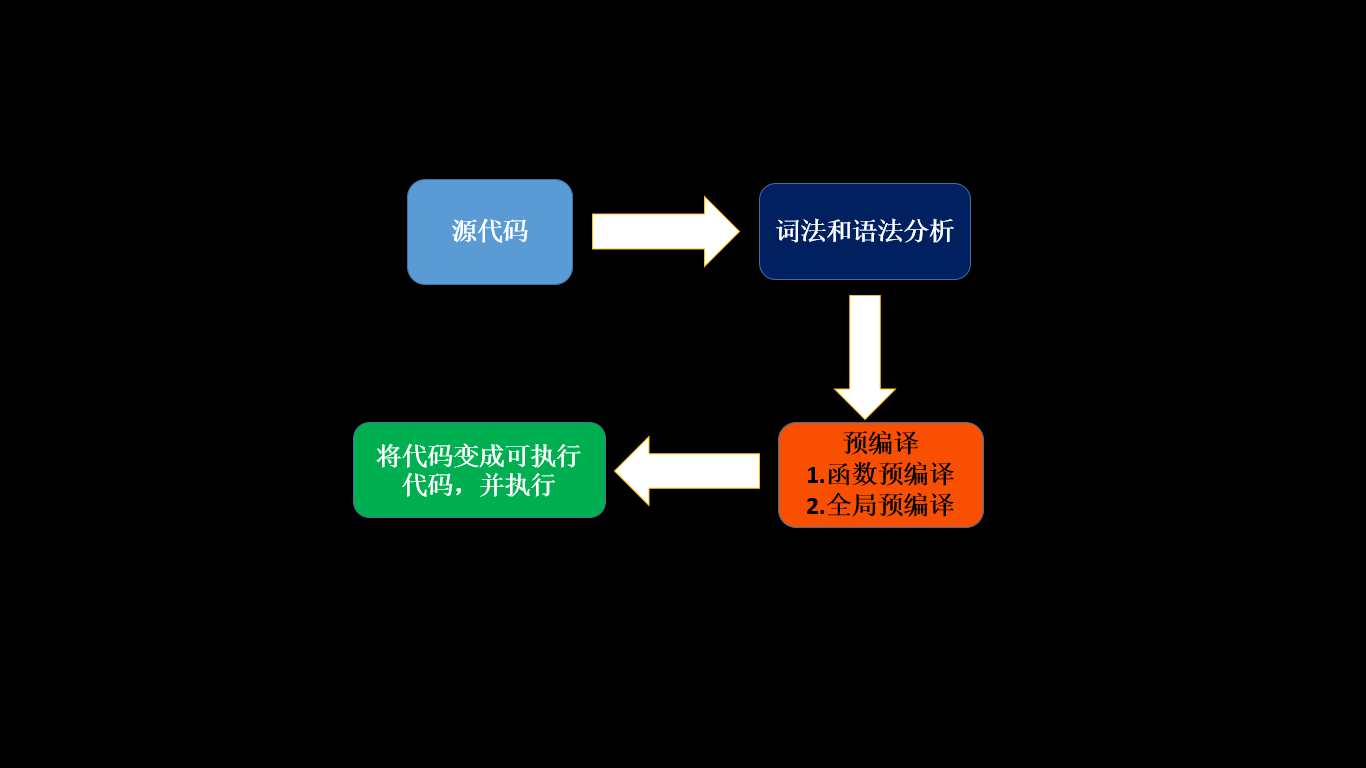 源代码
词法和语法分析
预编译
1.函数预编译
2.全局预编译
将代码变成可执行
代码，并执行